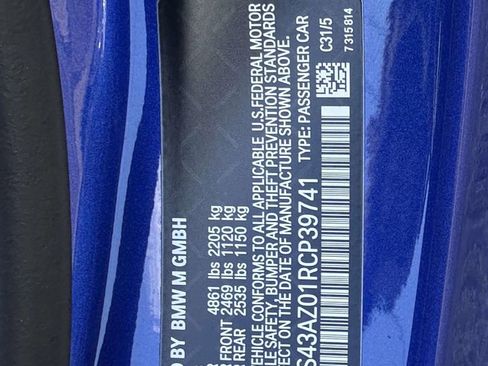 D BY BMW M GMBH
4861 lbs 2205 kg
FRONT 2469 lbs 1120 kg
REAR 2535 lbs 1150 kg
VEHICLE CONFORMS TO ALL APPLICABLE U.S.FEDERAL MOTOR
LE SAFETY, BUMPER AND THEFT PREVENTION STANDARDS
CT ON THE DATE OF MANUFACTURE SHOWN ABOVE.
S43AZ01RCP39741 TYPE: PASSENGER CAR
C31/5
7315814